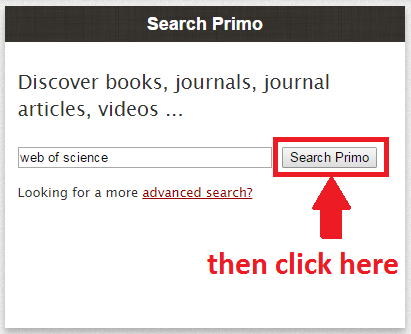 Search Primo
Discover books, journals, journal
articles, videos ...
web of science
Search Primo
Looking for a more advanced search?
then click here